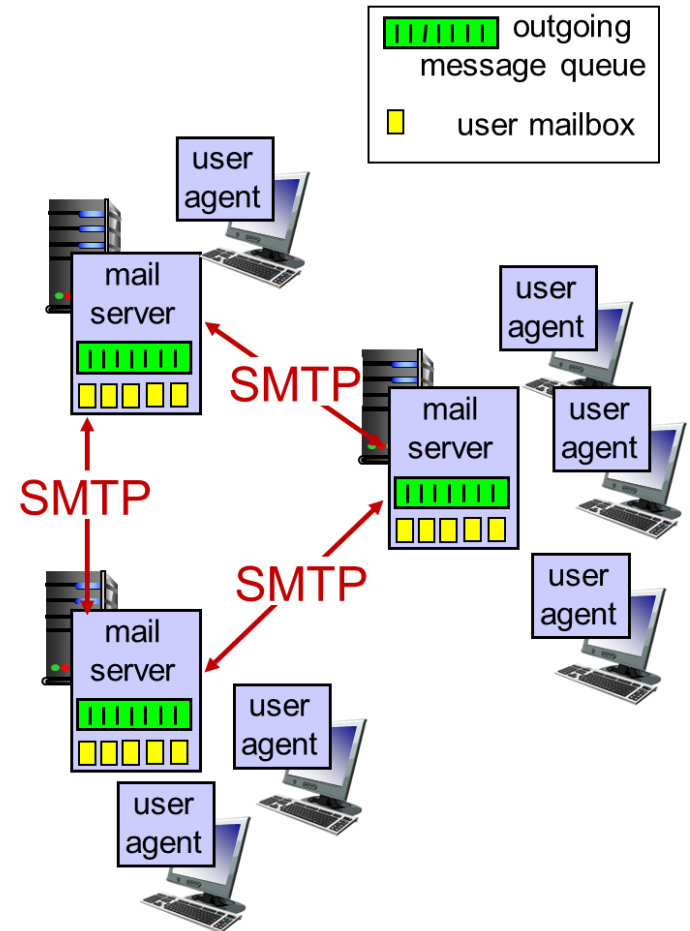 outgoing
message queue
user mailbox
user
agent
mail
server
user
agent
SMTP
mail
server
user
agent
SMTP
SMTP
user
agent
mail
server
user
agent
user
agent